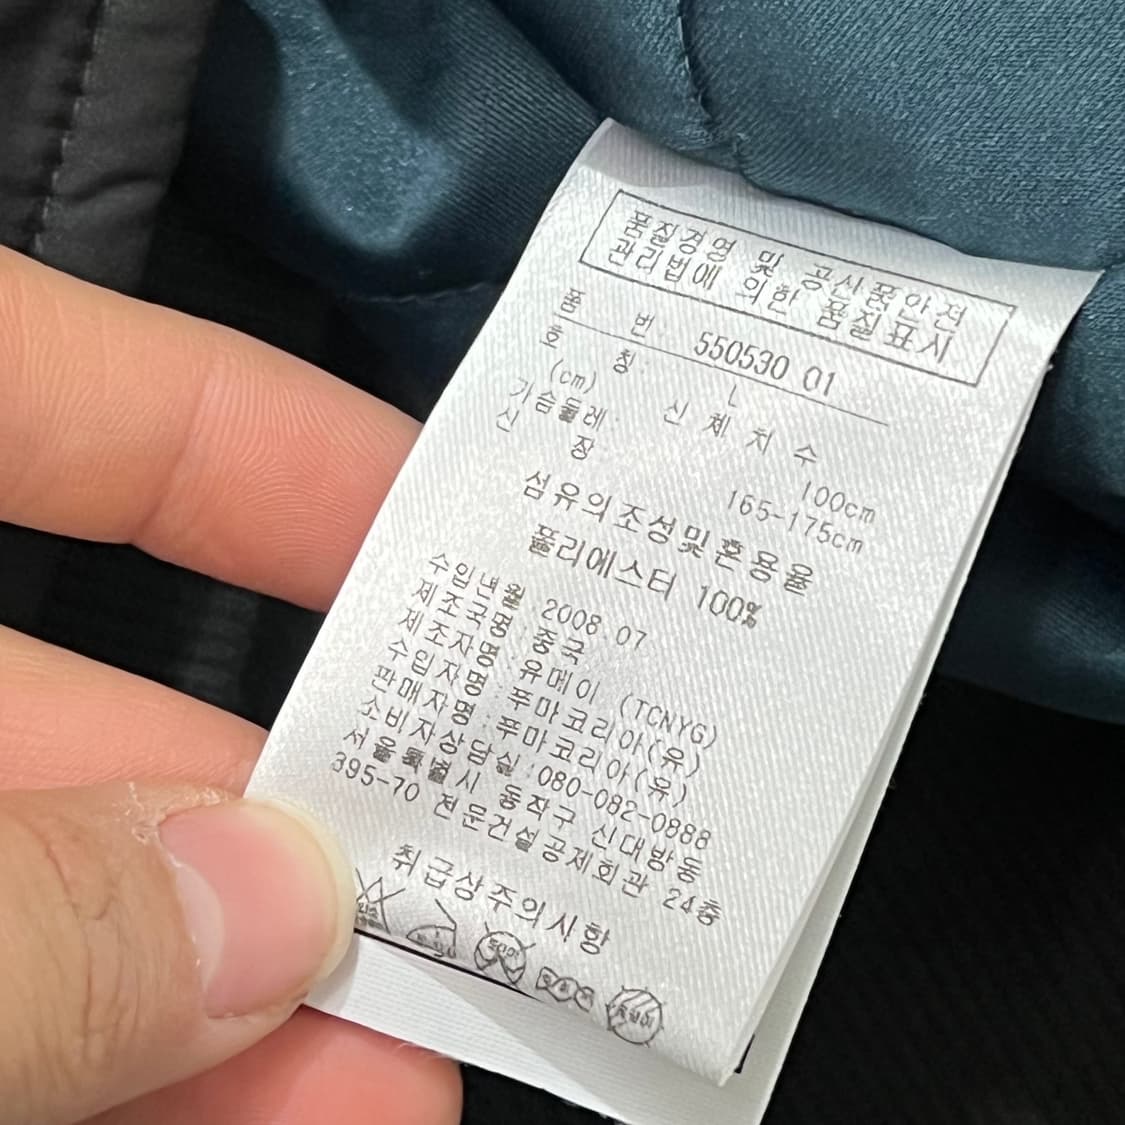 품질경영 및 공산품안전
관리법에 의한 품질표시
품 번: 550530 01
호 칭: L
(cm) 신 체 치 수
가슴둘레: 100cm
신 장: 165-175cm
섬유의조성및혼용율
폴리에스터 100%
수입년월 2008.07
제조국명: 중국
제조자명: 유메이 (TCNYG)
수입자명: 푸마코리아(유)
판매자명: 푸마코리아(유)
소비자상담실:080-082-0888
서울특별시 동작구 신대방동
395-70 전문건설공제회관 24층
취급상주의사항